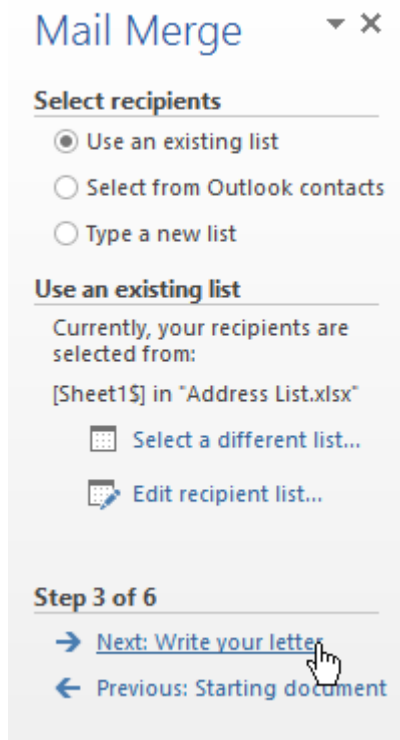 Mail Merge
Select recipients
Use an existing list
Select from Outlook contacts
Type a new list
Use an existing list
Currently, your recipients are
selected from:
[Sheet1$] in "Address List.xlsx"
Select a different list...
Edit recipient list...
Step 3 of 6
Next: Write your letter
Previous: Starting document